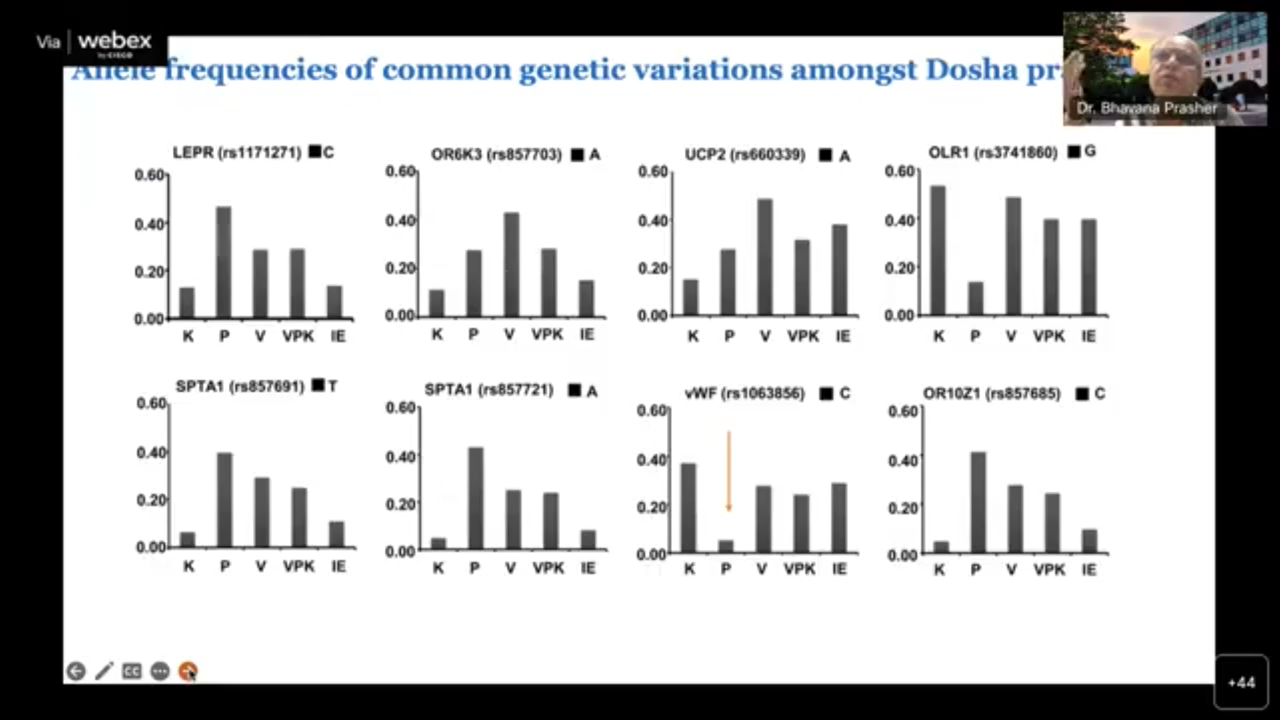 Via | webex
by CISCO
Allele frequencies of common genetic variations amongst Dosha
Dr. Bhavana Prasher
LEPR (rs1171271) C
0.60
0.40
0.20
0.00
K P V VPK IE
OR6K3 (rs857703) A
0.60
0.40
0.20
0.00
K P V VPK IE
UCP2 (rs660339) A
0.60
0.40
0.20
0.00
K P V VPK IE
OLR1 (rs3741860) G
0.60
0.40
0.20
0.00
K P V VPK IE
SPTA1 (rs857691) T
0.60
0.40
0.20
0.00
K P V VPK IE
SPTA1 (rs857721) A
0.60
0.40
0.20
0.00
K P V VPK IE
vWF (rs1063856) C
0.60
0.40
0.20
0.00
K P V VPK IE
OR10Z1 (rs857685) C
0.60
0.40
0.20
0.00
K P V VPK IE
CC
+44